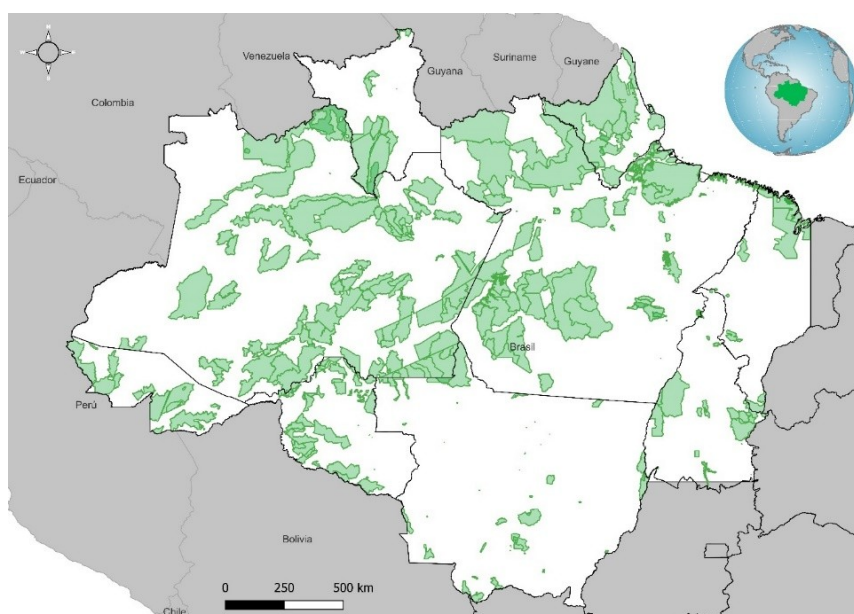 Venezuela
Guyana
Suriname
Guyane
Colombia
Ecuador
Brasil
Perú
Bolivia
0 250 500 km
Chile